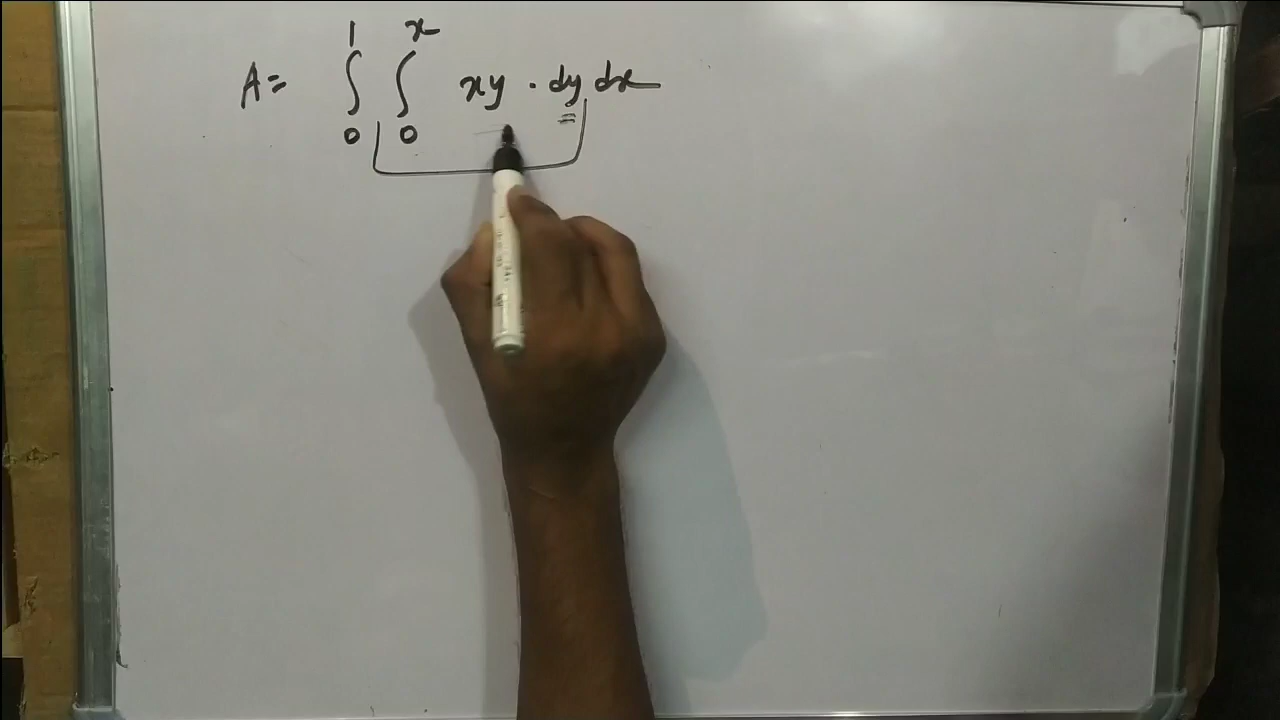 A = ∫₀¹ ∫₀ˣ xy · dy dx